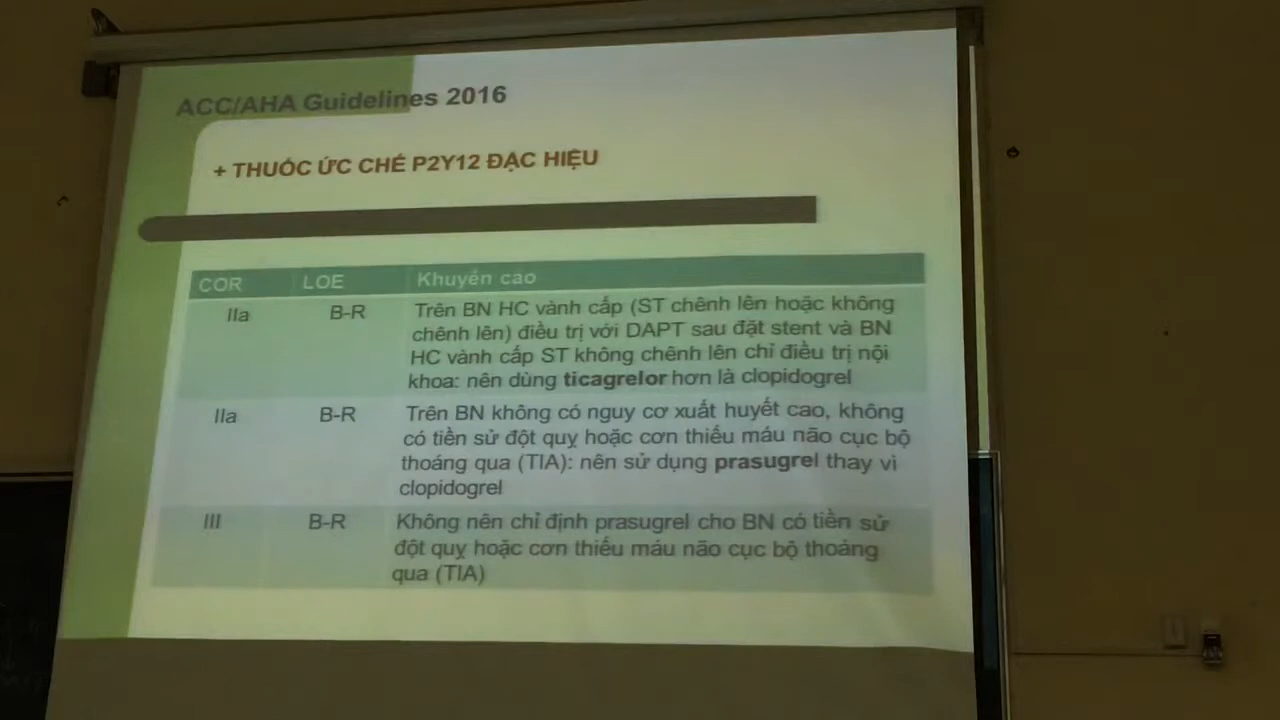 ACC/AHA Guidelines 2016
+ THUỐC ỨC CHẾ P2Y12 ĐẶC HIỆU
COR LOE Khuyến cao
IIa B-R Trên BN HC vành cấp (ST chênh lên hoặc không
chênh lên) điều trị với DAPT sau đặt stent và BN
HC vành cấp ST không chênh lên chỉ điều trị nội
khoa: nên dùng ticagrelor hơn là clopidogrel
IIa B-R Trên BN không có nguy cơ xuất huyết cao, không
có tiền sử đột quỵ hoặc cơn thiếu máu não cục bộ
thoáng qua (TIA): nên sử dụng prasugrel thay vì
clopidogrel
III B-R Không nên chỉ định prasugrel cho BN có tiền sử
đột quỵ hoặc cơn thiếu máu não cục bộ thoáng
qua (TIA)